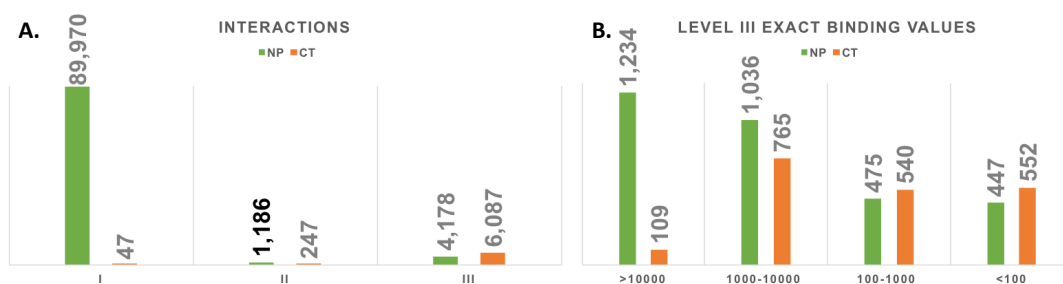 A.
INTERACTIONS
NP CT
89,970
47
1,186
247
4,178
6,087
I II III
B.
LEVEL III EXACT BINDING VALUES
NP CT
1,234
109
1,036
765
475
540
447
552
>10000 1000-10000 100-1000 <100